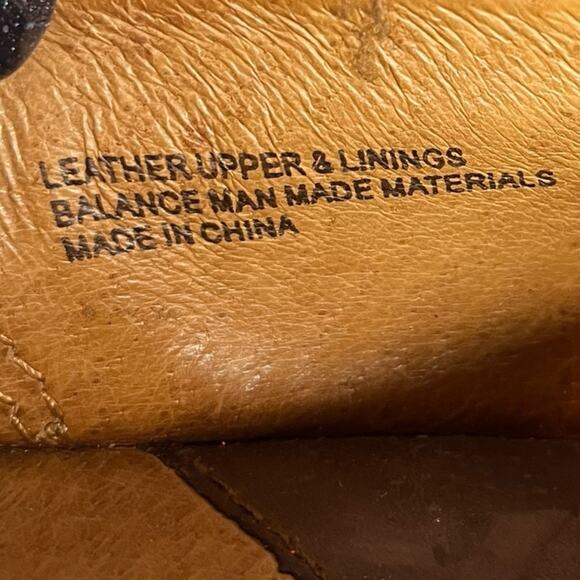 LEATHER UPPER & LININGS
BALANCE MAN MADE MATERIALS
MADE IN CHINA